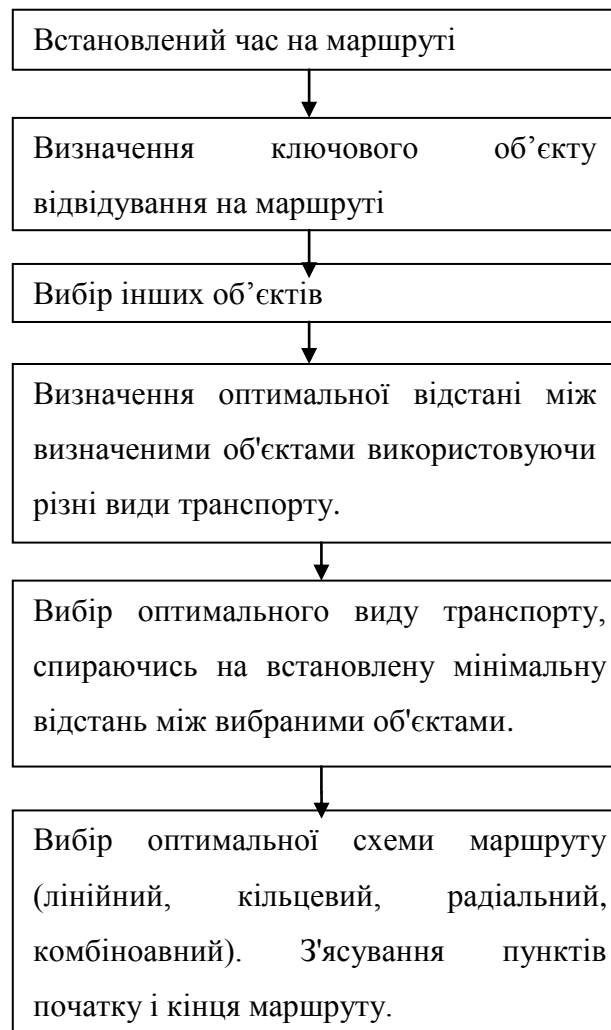 Встановлений час на маршруті
Визначення ключового об’єкту
відвідування на маршруті
Вибір інших об’єктів
Визначення оптимальної відстані між
визначеними об'єктами використовуючи
різні види транспорту.
Вибір оптимального виду транспорту,
спираючись на встановлену мінімальну
відстань між вибраними об'єктами.
Вибір оптимальної схеми маршруту
(лінійний, кільцевий, радіальний,
комбіноавний). З'ясування пунктів
початку і кінця маршруту.